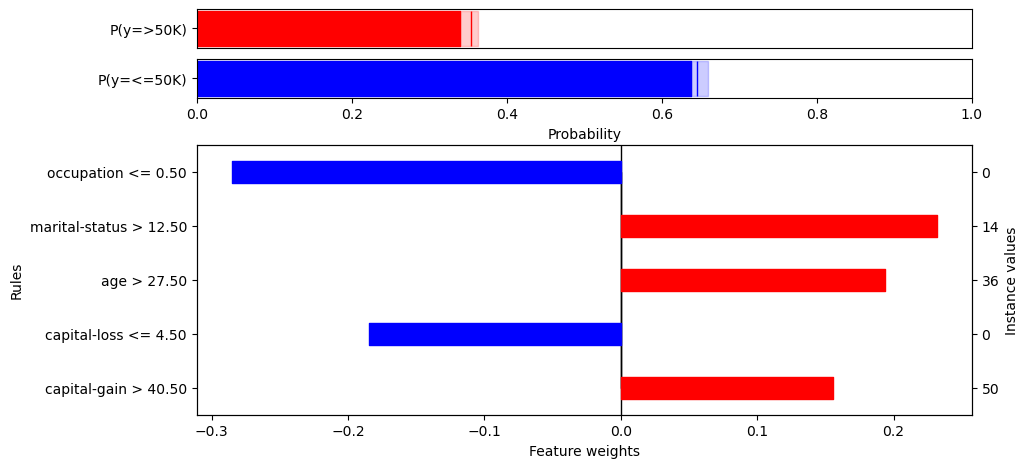 P(y=>50K)
P(y=<=50K)
0.0 0.2 0.4 0.6 0.8 1.0
Probability
occupation <= 0.50 0
marital-status > 12.50 14
age > 27.50 36
capital-loss <= 4.50 0
capital-gain > 40.50 50
Rules
Instance values
−0.3 −0.2 −0.1 0.0 0.1 0.2
Feature weights